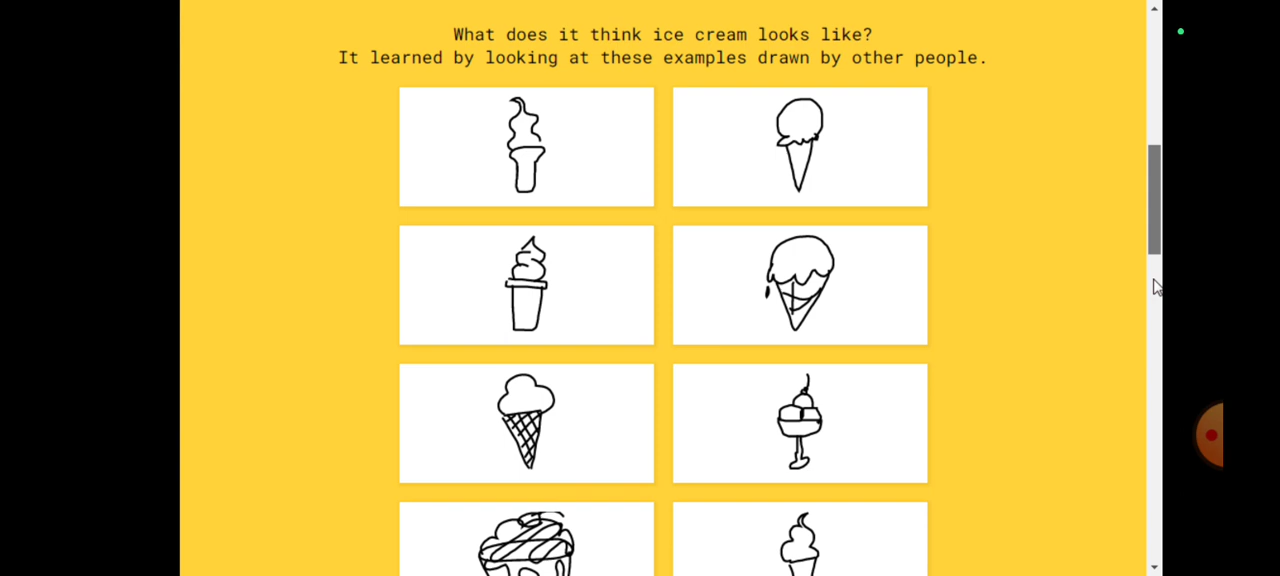 What does it think ice cream looks like?
It learned by looking at these examples drawn by other people.